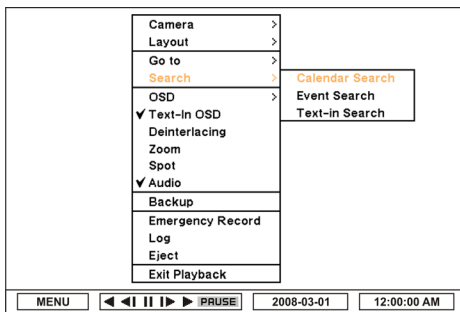 Camera >
Layout >
Go to >
Search >
Calendar Search
Event Search
Text-in Search
OSD >
✔ Text-In OSD
Deinterlacing
Zoom
Spot
✔ Audio
Backup
Emergency Record
Log
Eject
Exit Playback
MENU PAUSE 2008-03-01 12:00:00 AM